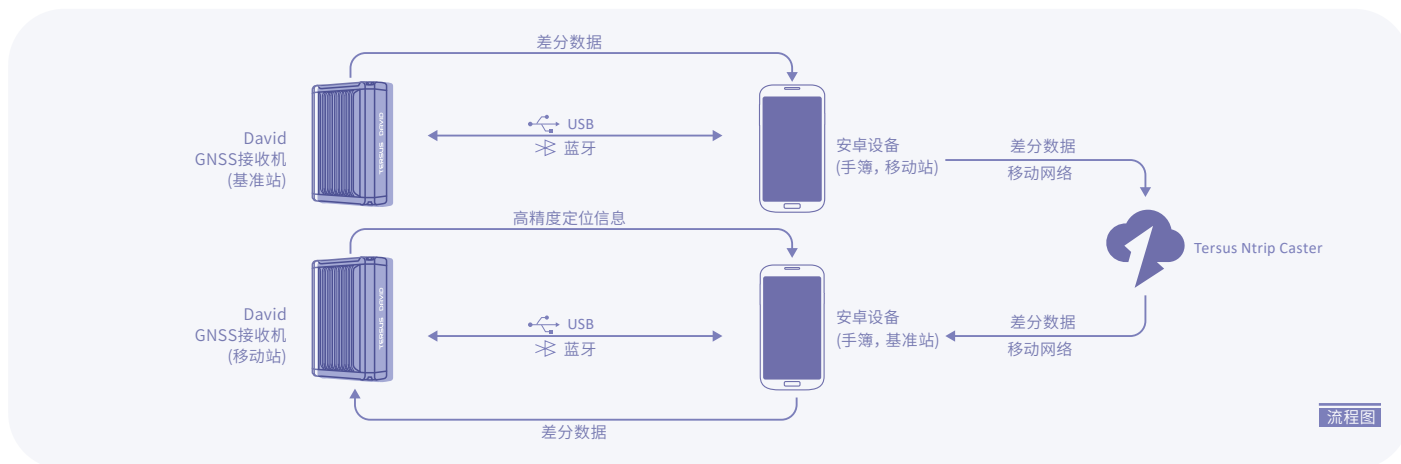 差分数据
USB
蓝牙
David
GNSS接收机
(基准站)
TERSUS DAVID
安卓设备
(手簿，移动站)
差分数据
移动网络
高精度定位信息
Tersus Ntrip Caster
David
GNSS接收机
(移动站)
TERSUS DAVID
USB
蓝牙
安卓设备
(手簿，基准站)
差分数据
移动网络
差分数据
流程图